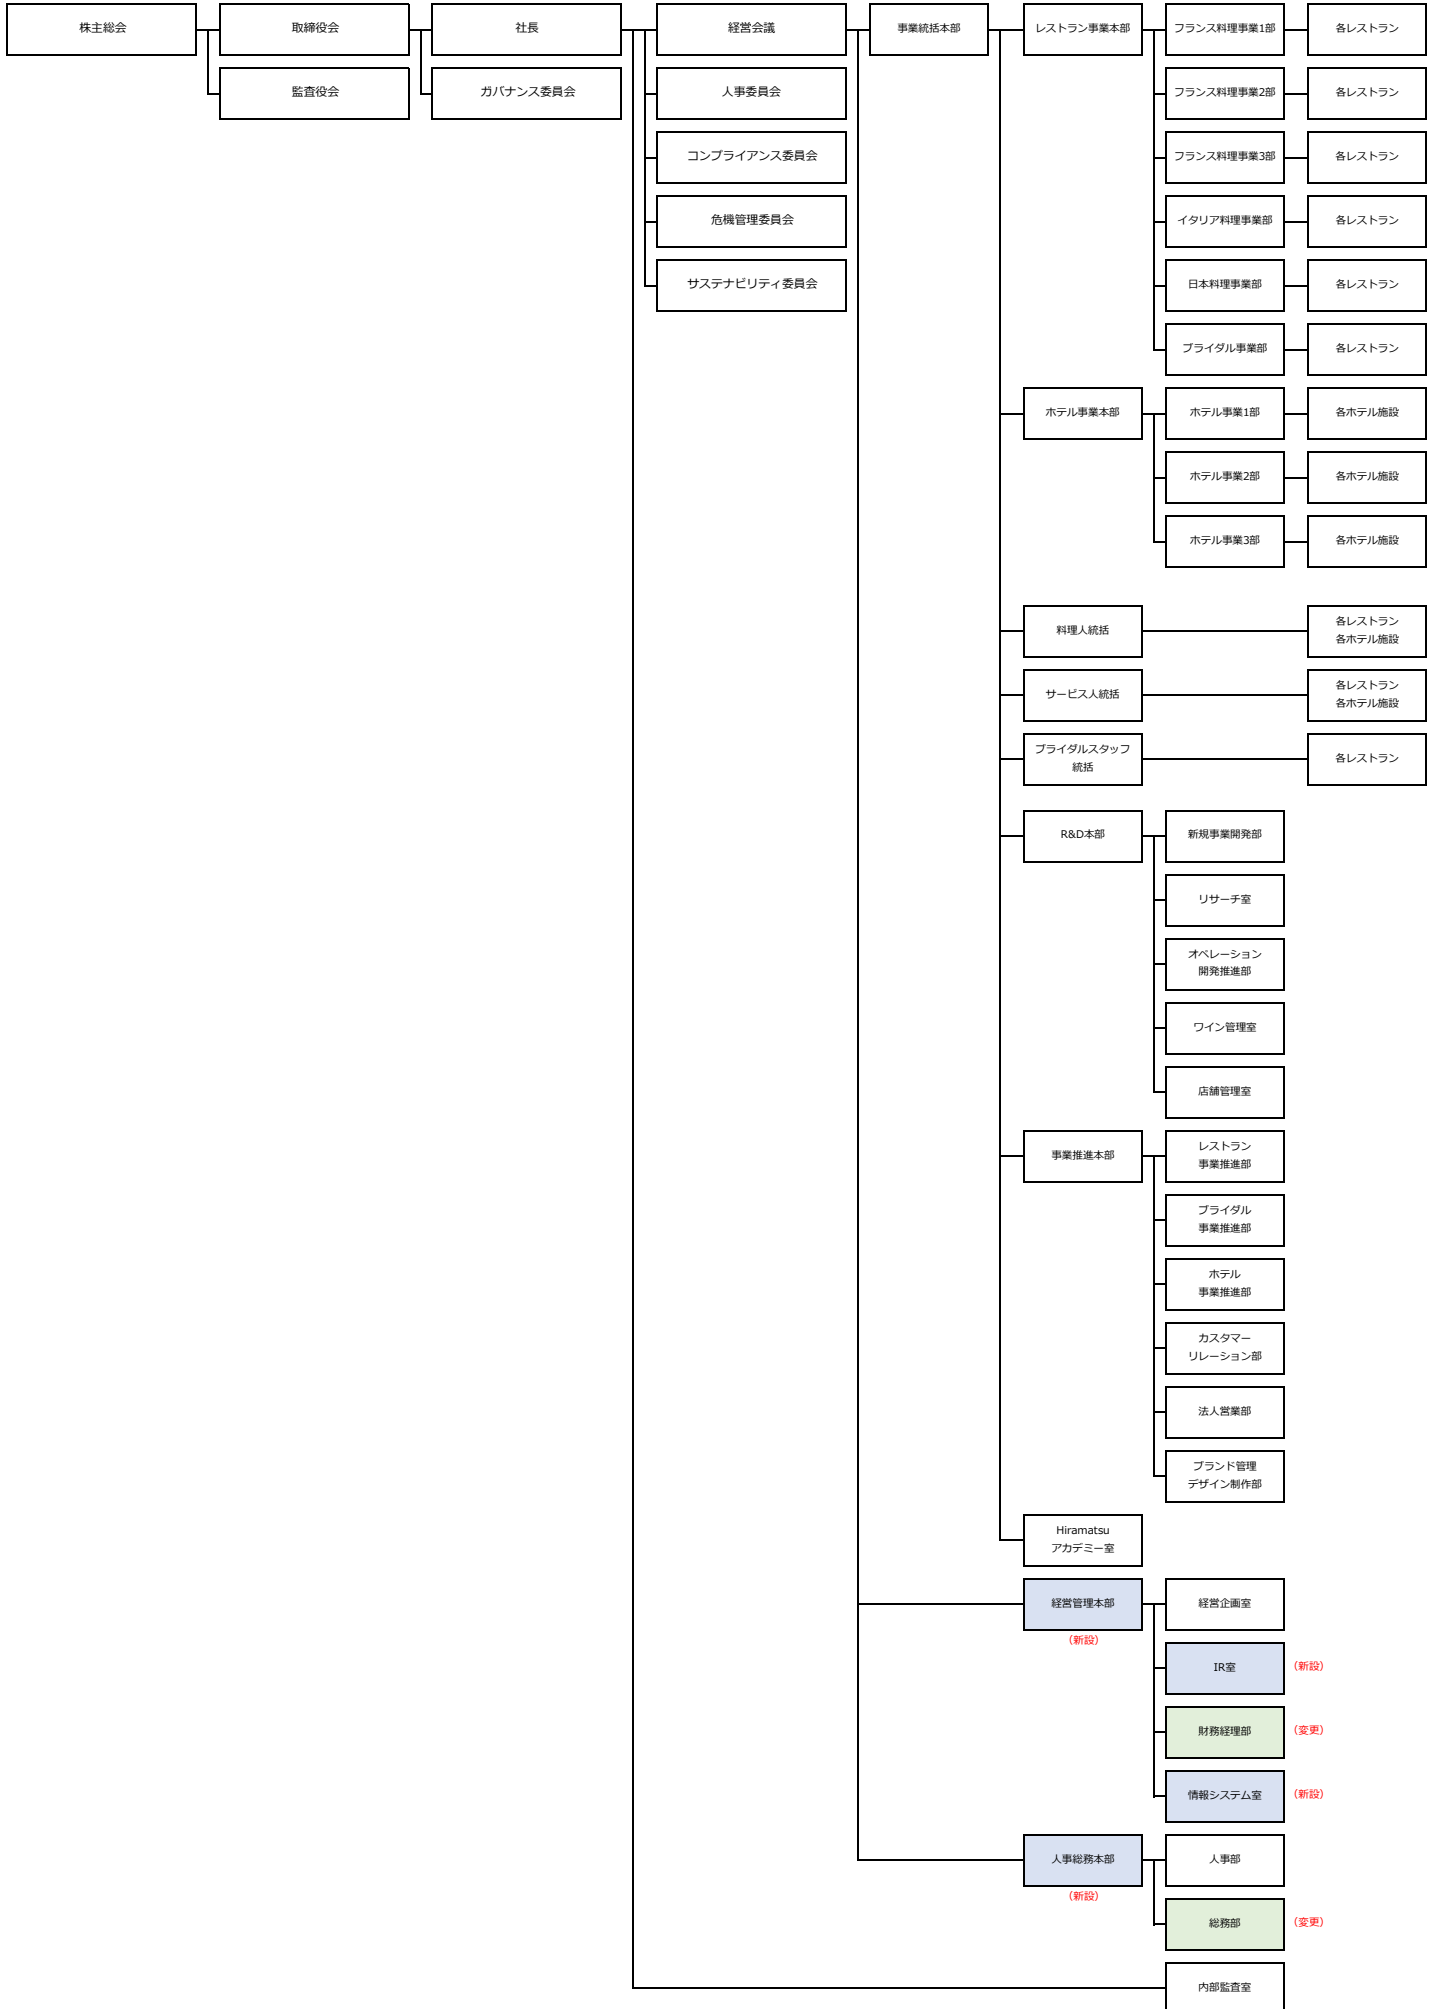 株主総会
取締役会
社長
経営会議
事業統括本部
レストラン事業本部
フランス料理事業1部
各レストラン
監査役会
ガバナンス委員会
人事委員会
フランス料理事業2部
各レストラン
コンプライアンス委員会
フランス料理事業3部
各レストラン
危機管理委員会
イタリア料理事業部
各レストラン
サステナビリティ委員会
日本料理事業部
各レストラン
ブライダル事業部
各レストラン
ホテル事業本部
ホテル事業1部
各ホテル施設
ホテル事業2部
各ホテル施設
ホテル事業3部
各ホテル施設
料理人統括
各レストラン
各ホテル施設
サービス人統括
各レストラン
各ホテル施設
ブライダルスタッフ
統括
各レストラン
R&D本部
新規事業開発部
リサーチ室
オペレーション
開発推進部
ワイン管理室
店舗管理室
事業推進本部
レストラン
事業推進部
ブライダル
事業推進部
ホテル
事業推進部
カスタマー
リレーション部
法人営業部
ブランド管理
デザイン制作部
Hiramatsu
アカデミー室
経営管理本部
（新設）
経営企画室
IR室
（新設）
財務経理部
（変更）
情報システム室
（新設）
人事総務本部
（新設）
人事部
総務部
（変更）
内部監査室